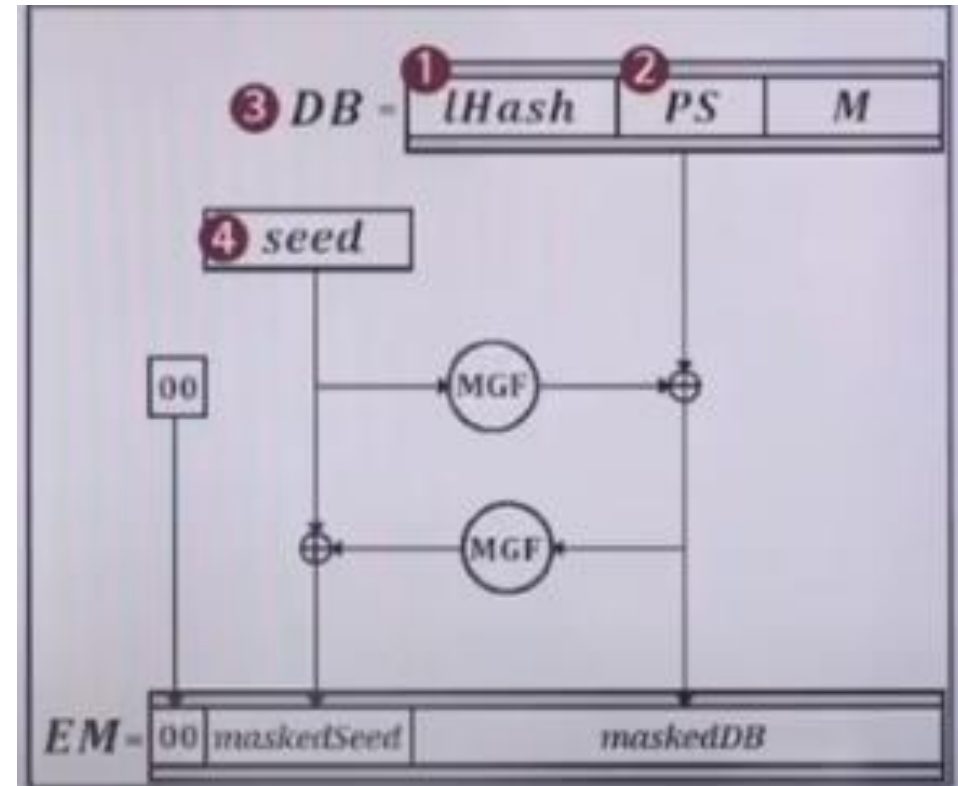 1 2
3 DB = lHash PS M
4 seed
00 MGF
MGF
EM= 00 maskedSeed maskedDB